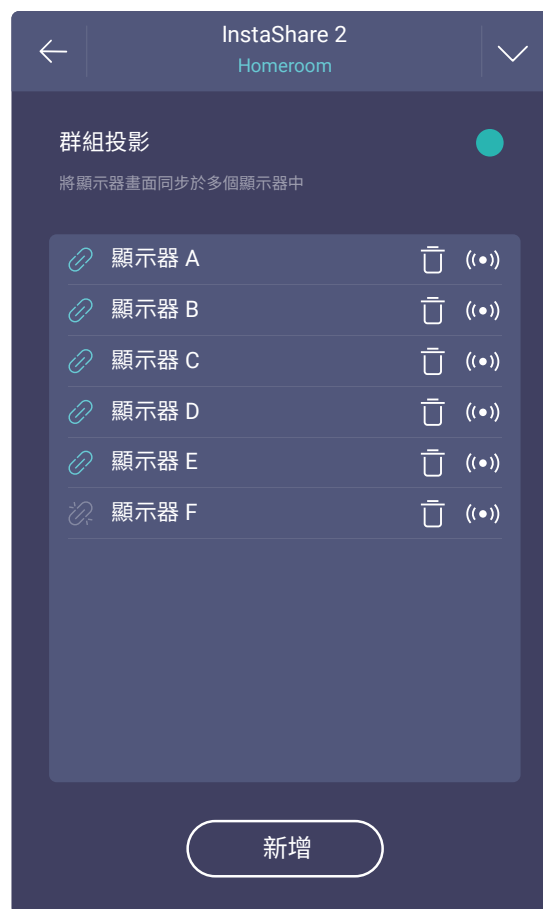 InstaShare 2
Homeroom
群組投影
將顯示器畫面同步於多個顯示器中
顯示器 A
顯示器 B
顯示器 C
顯示器 D
顯示器 E
顯示器 F
新增